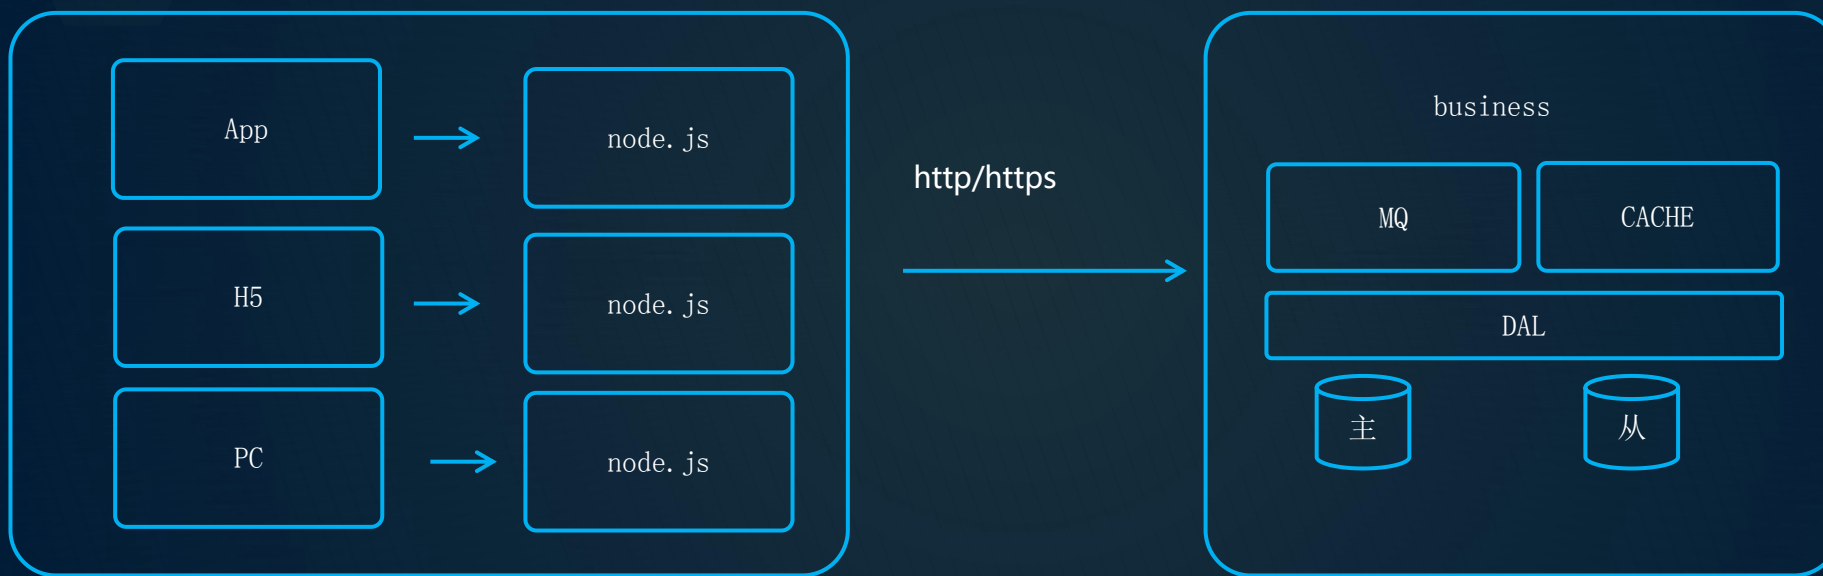 App
node.js
H5
node.js
PC
node.js
http/https
business
MQ
CACHE
DAL
主
从